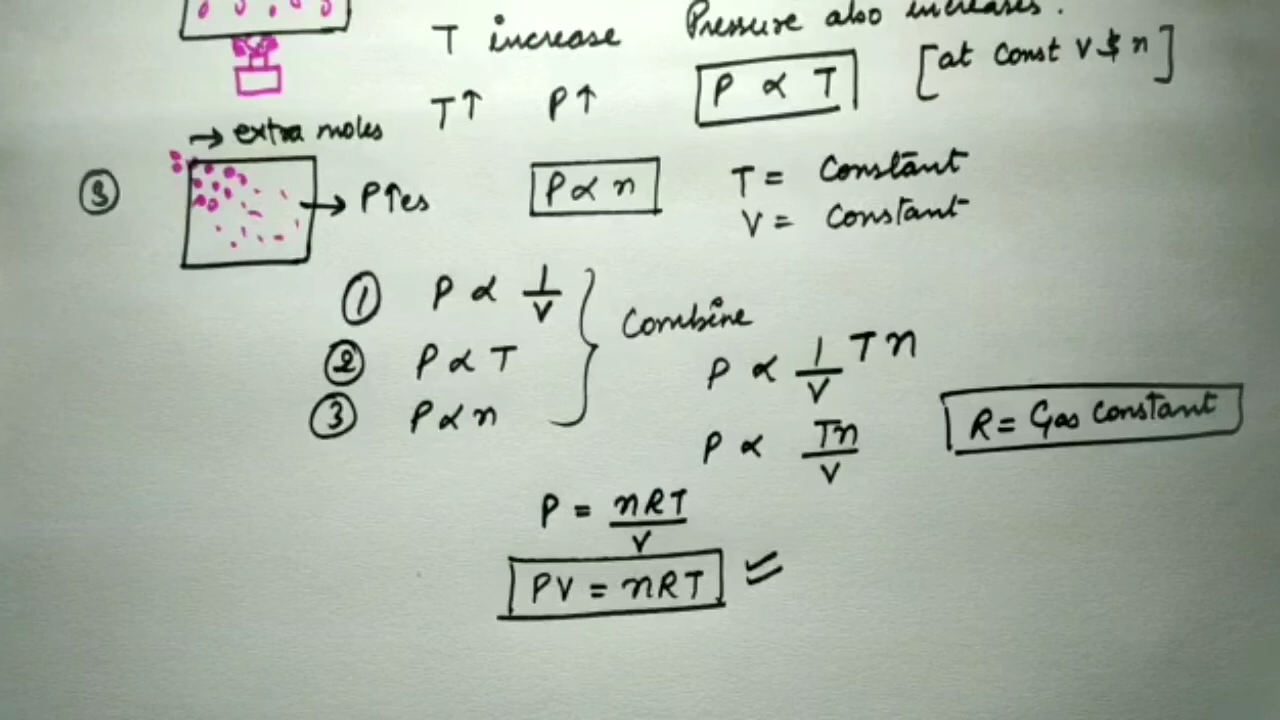 T increase Pressure also increases.
T↑ P↑ P ∝ T [at const V & n]
→ extra moles
③ → P↑es P ∝ n T = Constant
V = Constant
① P ∝ 1/V
② P ∝ T
③ P ∝ n
Combine
P ∝ 1/V T n
P ∝ Tn/V
R = Gas constant
P = nRT/V
PV = nRT